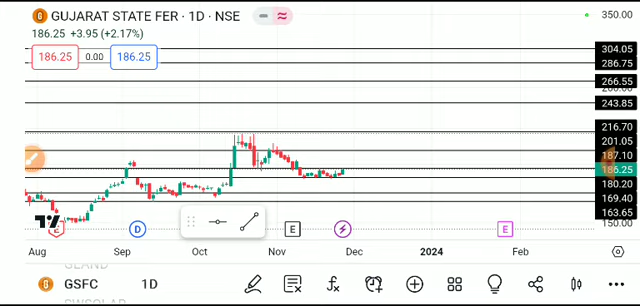 GUJARAT STATE FER · 1D · NSE
186.25 +3.95 (+2.17%)
186.25 0.00 186.25
350.00
304.05
286.75
266.55
243.85
216.70
201.05
187.10
186.25
180.20
169.40
163.65
150.00
E D E E
Aug Sep Oct Nov Dec 2024 Feb
GSFC 1D